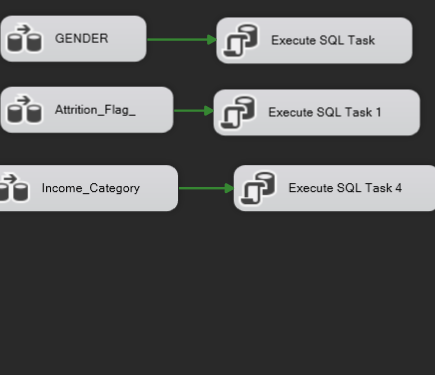 GENDER
Execute SQL Task
Attrition_Flag_
Execute SQL Task 1
Income_Category
Execute SQL Task 4